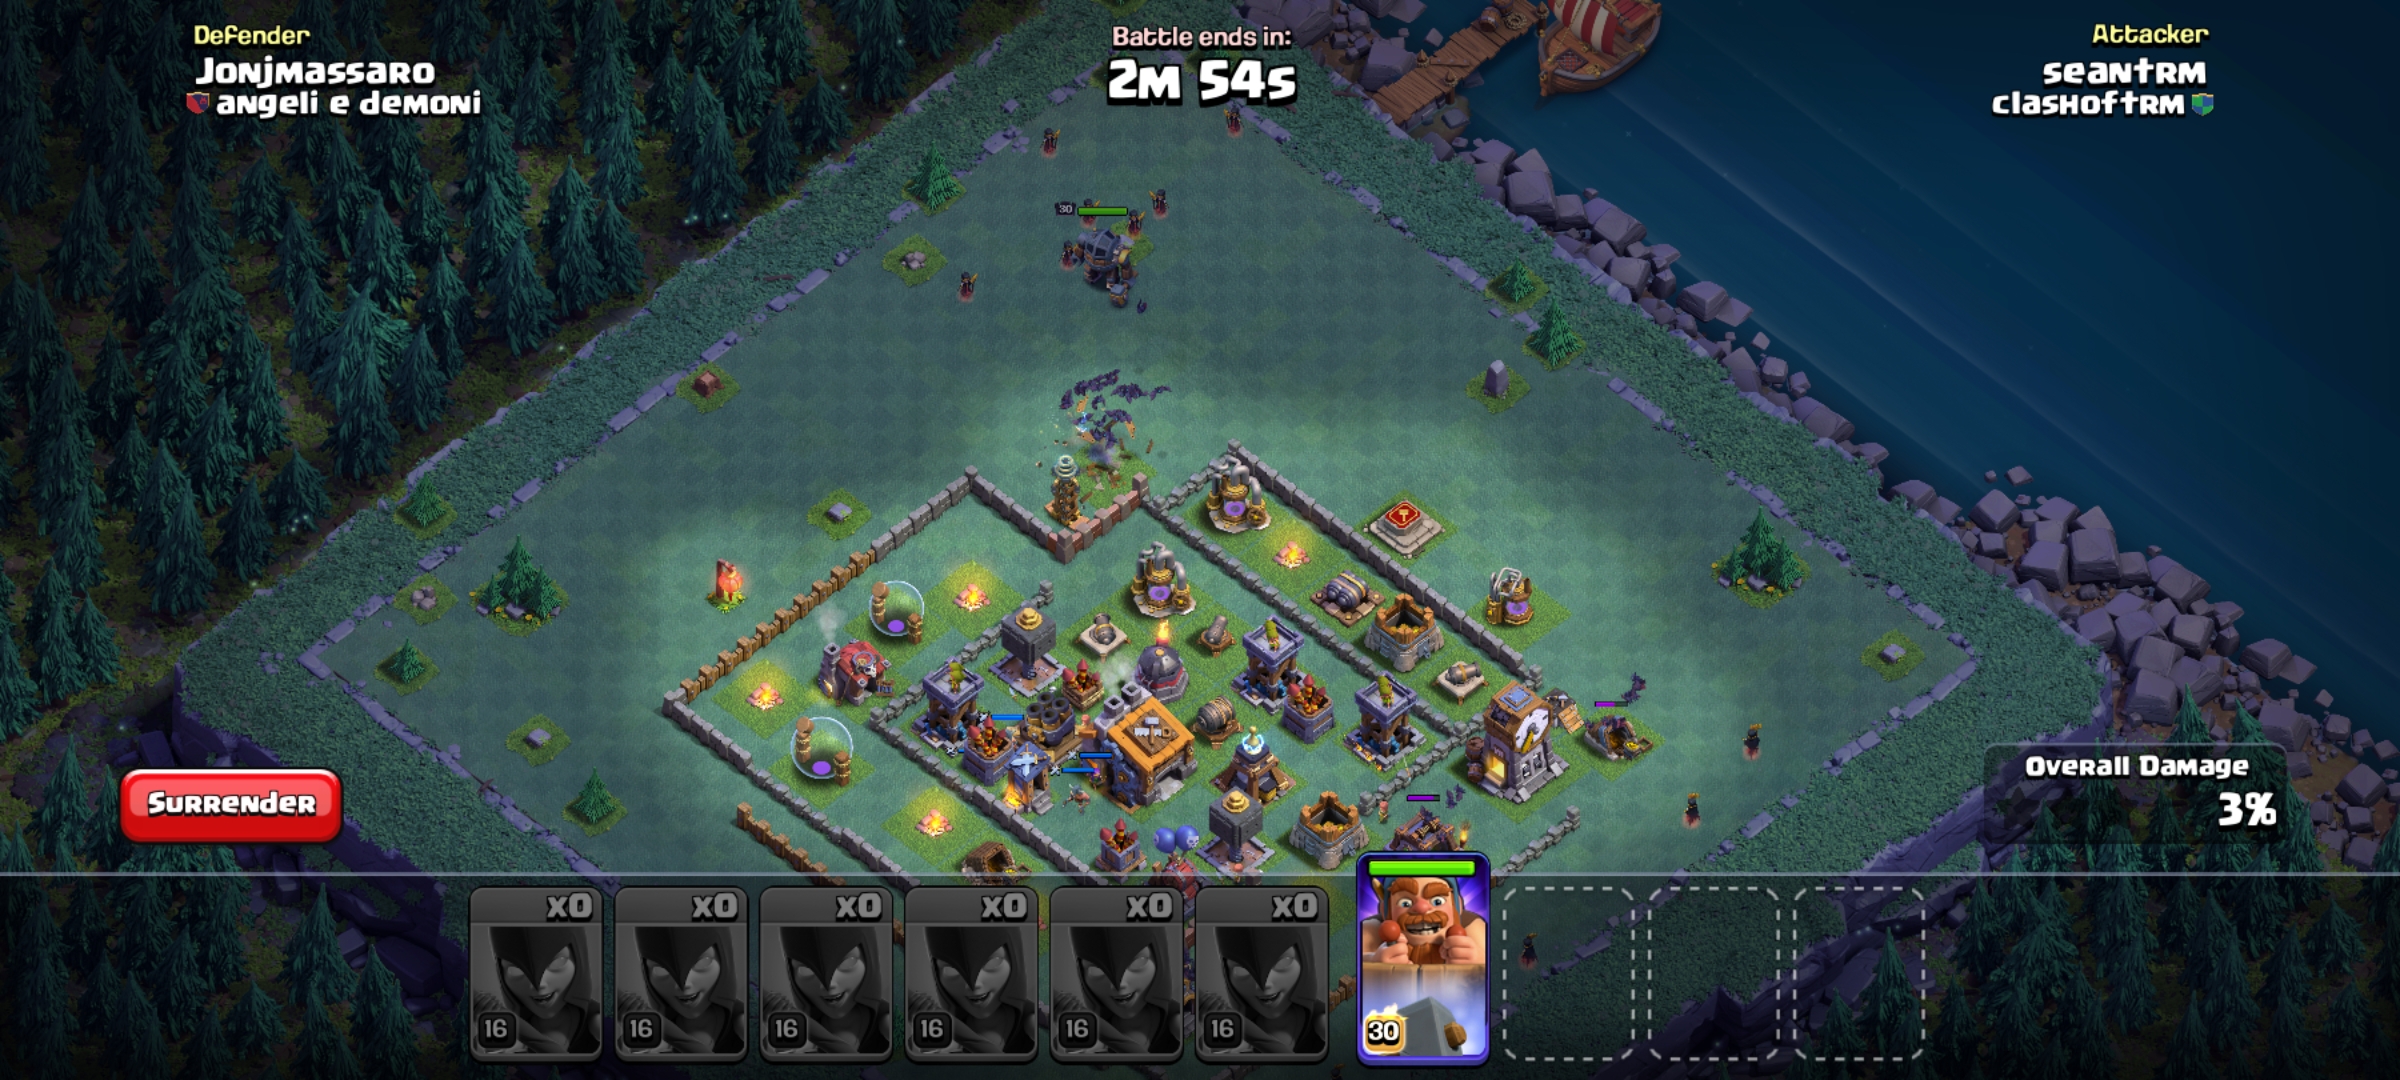 Defender
Jonjmassaro
angeli e demoni
Battle ends in:
2M 54s
Attacker
seantrm
clashoftrm
30
Surrender
Overall Damage
3%
x0
x0
x0
x0
x0
x0
16
16
16
16
16
16
30